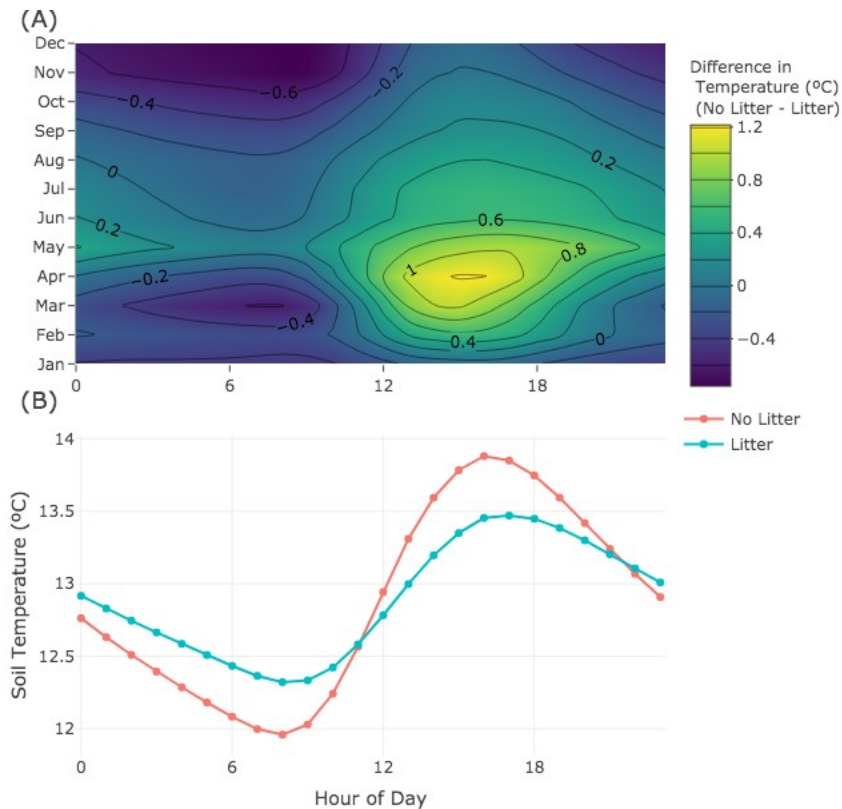 (A)
Dec
Nov
Oct
Sep
Aug
Jul
Jun
May
Apr
Mar
Feb
Jan
−0.6
−0.2
−0.4
0.2
0
0.6
0.2
0.8
1
−0.2
−0.4
0.4
0
0
6
12
18
Difference in
Temperature (ºC)
(No Litter - Litter)
1.2
0.8
0.4
0
−0.4
(B)
No Litter
Litter
14
13.5
13
12.5
12
Soil Temperature (ºC)
0
6
12
18
Hour of Day